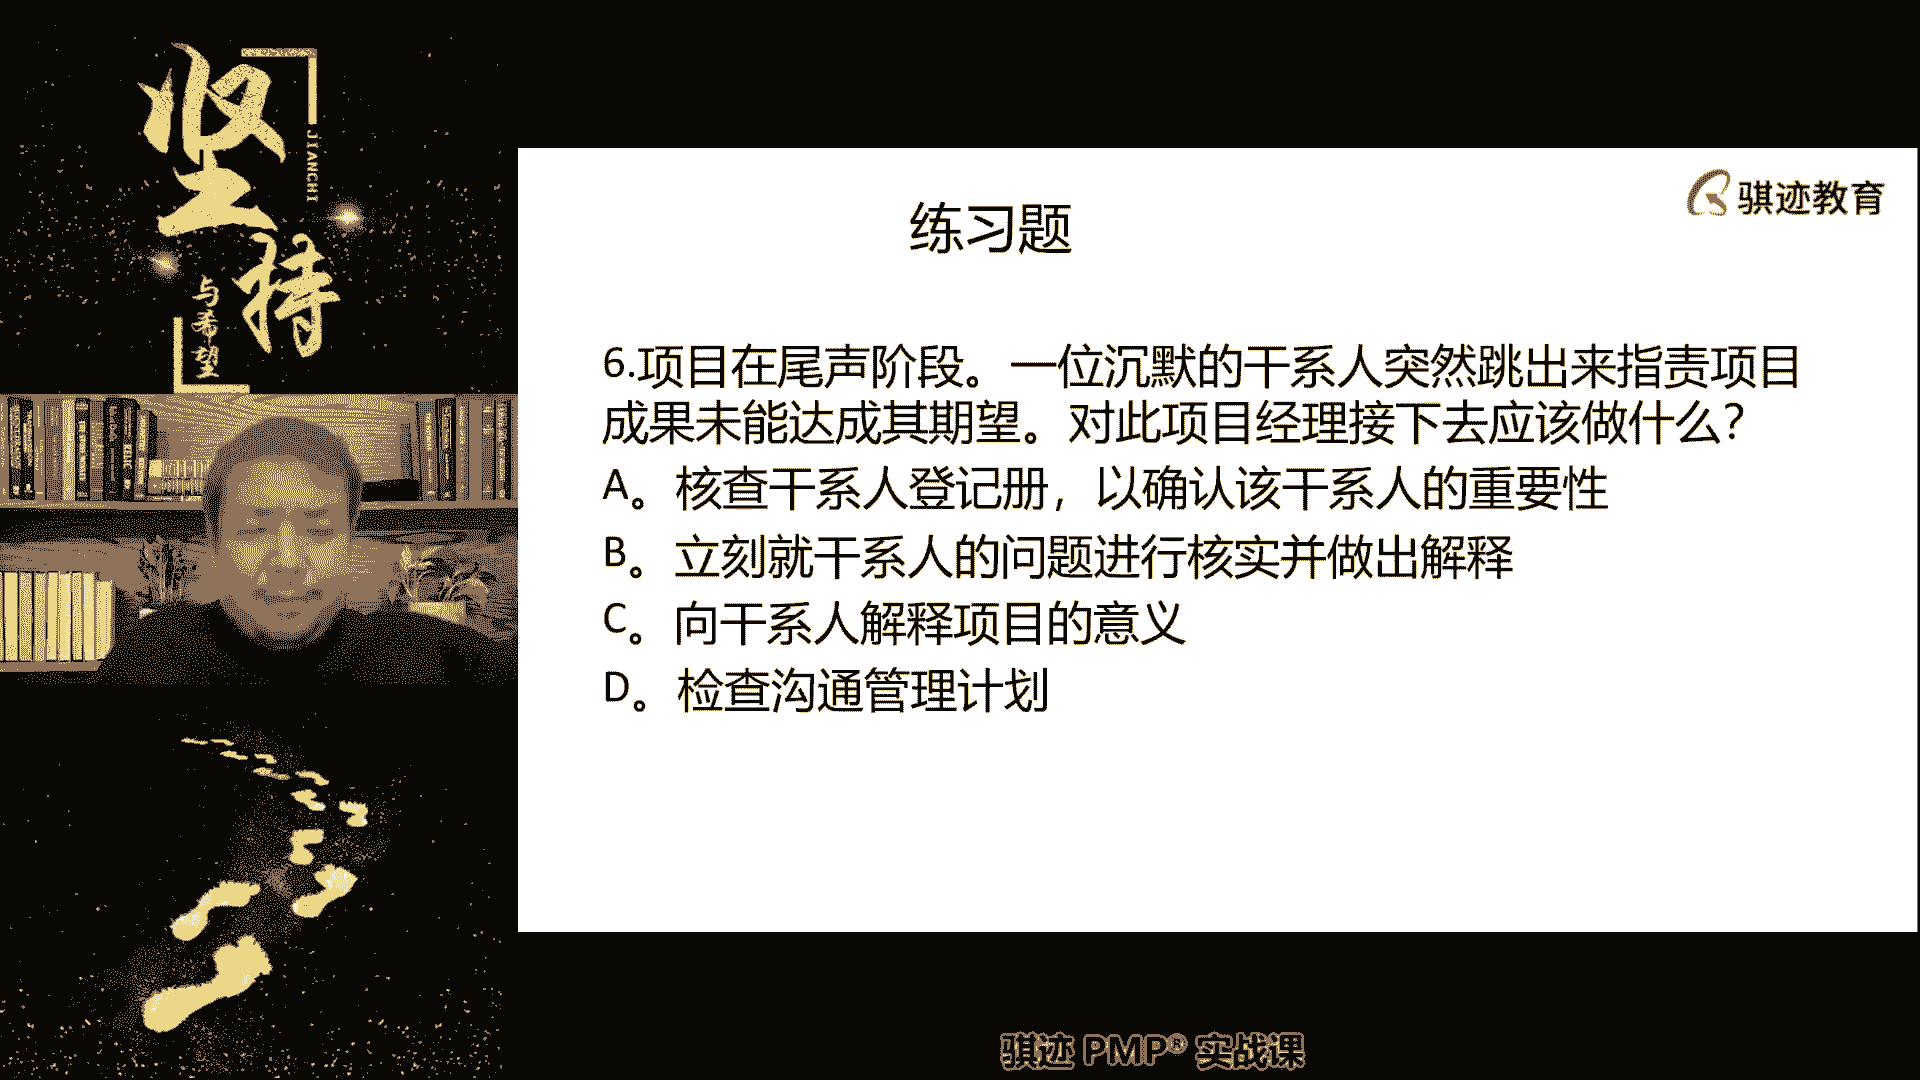 坚持
JIANCHI
与希望
骐迹教育
练习题
6.项目在尾声阶段。一位沉默的干系人突然跳出来指责项目
成果未能达成其期望。对此项目经理接下去应该做什么？
A。核查干系人登记册，以确认该干系人的重要性
B。立刻就干系人的问题进行核实并做出解释
C。向干系人解释项目的意义
D。检查沟通管理计划
骐迹 PMP® 实战课